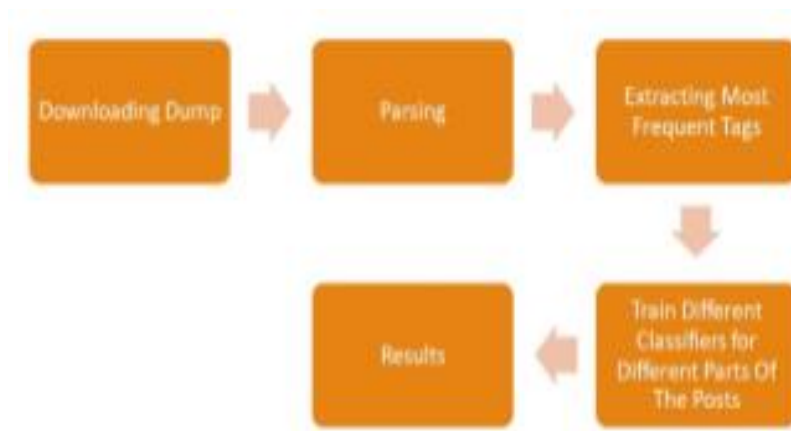 Downloading Dump
Parsing
Extracting Most
Frequent Tags
Train Different
Classifiers for
Different Parts Of
The Posts
Results